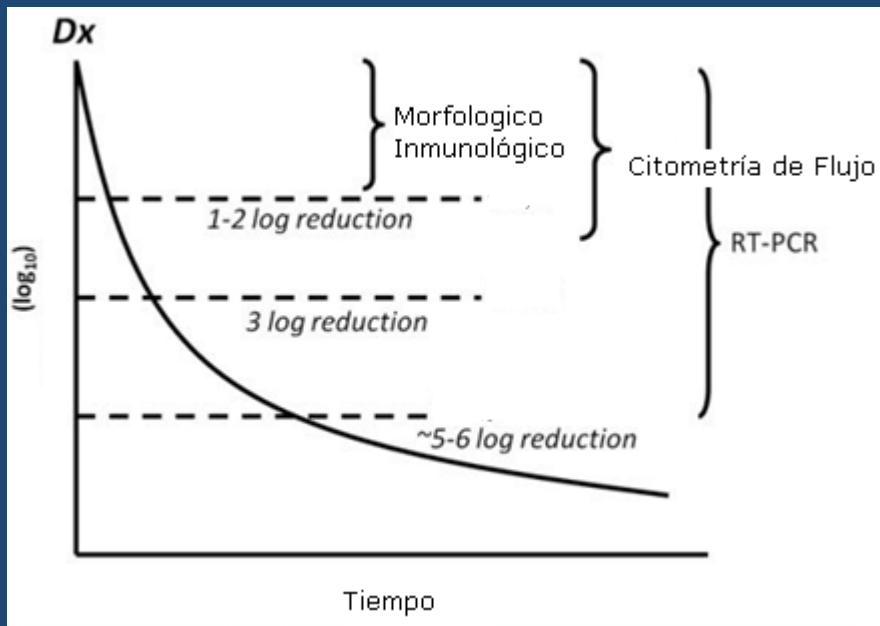 Dx
Morfologico
Inmunológico
Citometría de Flujo
1-2 log reduction
RT-PCR
(log₁₀)
3 log reduction
~5-6 log reduction
Tiempo